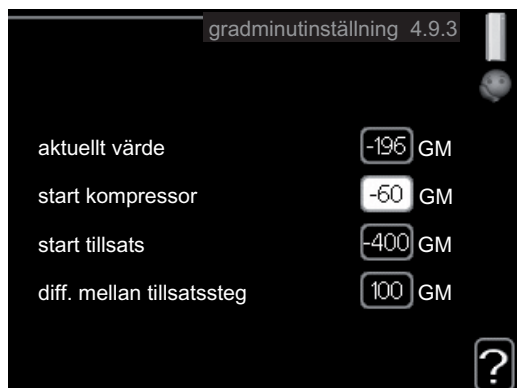 gradminutinställning 4.9.3
aktuellt värde -196 GM
start kompressor -60 GM
start tillsats -400 GM
diff. mellan tillsatssteg 100 GM
?